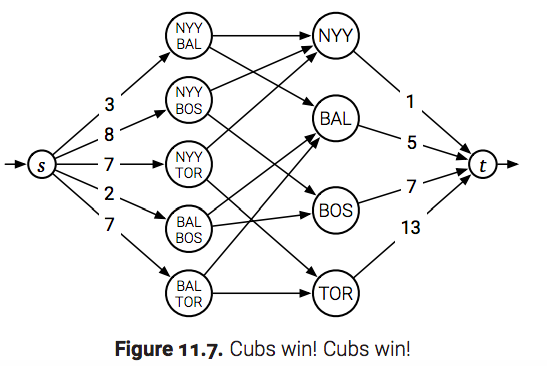 NYY
BAL
NYY
3
1
NYY
BOS
BAL
8
5
s
7
NYY
TOR
t
2
7
BAL
BOS
BOS
7
13
BAL
TOR
TOR
Figure 11.7. Cubs win! Cubs win!